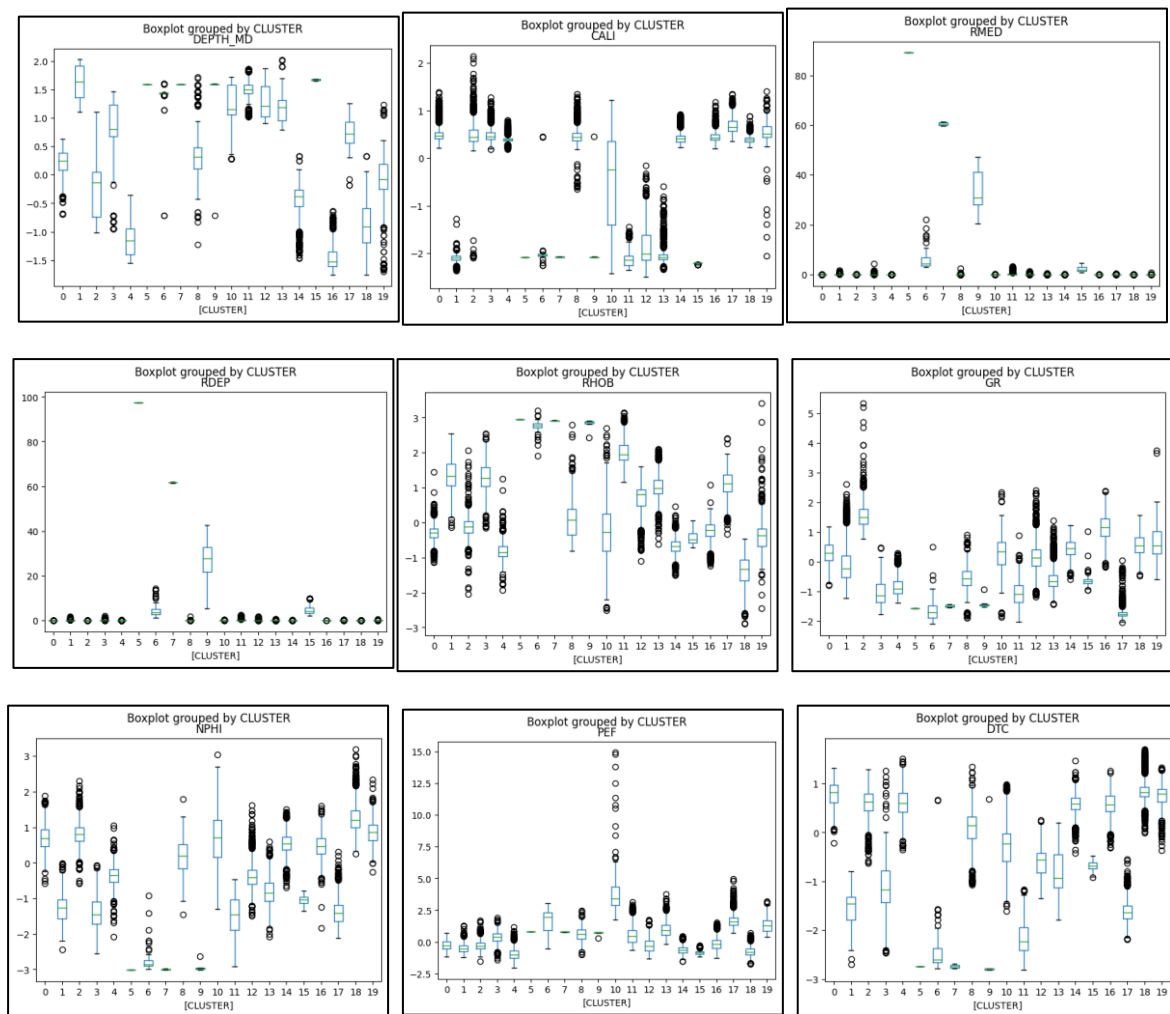 Boxplot grouped by CLUSTER
DEPTH_MD
2.0
1.5
1.0
0.5
0.0
−0.5
−1.0
−1.5
0 1 2 3 4 5 6 7 8 9 10 11 12 13 14 15 16 17 18 19
[CLUSTER]
Boxplot grouped by CLUSTER
CALI
2
1
0
−1
−2
0 1 2 3 4 5 6 7 8 9 10 11 12 13 14 15 16 17 18 19
[CLUSTER]
Boxplot grouped by CLUSTER
RMED
80
60
40
20
0
0 1 2 3 4 5 6 7 8 9 10 11 12 13 14 15 16 17 18 19
[CLUSTER]
Boxplot grouped by CLUSTER
RDEP
100
80
60
40
20
0
0 1 2 3 4 5 6 7 8 9 10 11 12 13 14 15 16 17 18 19
[CLUSTER]
Boxplot grouped by CLUSTER
RHOB
3
2
1
0
−1
−2
−3
0 1 2 3 4 5 6 7 8 9 10 11 12 13 14 15 16 17 18 19
[CLUSTER]
Boxplot grouped by CLUSTER
GR
5
4
3
2
1
0
−1
−2
0 1 2 3 4 5 6 7 8 9 10 11 12 13 14 15 16 17 18 19
[CLUSTER]
Boxplot grouped by CLUSTER
NPHI
3
2
1
0
−1
−2
−3
0 1 2 3 4 5 6 7 8 9 10 11 12 13 14 15 16 17 18 19
[CLUSTER]
Boxplot grouped by CLUSTER
PEF
15.0
12.5
10.0
7.5
5.0
2.5
0.0
−2.5
0 1 2 3 4 5 6 7 8 9 10 11 12 13 14 15 16 17 18 19
[CLUSTER]
Boxplot grouped by CLUSTER
DTC
1
0
−1
−2
−3
0 1 2 3 4 5 6 7 8 9 10 11 12 13 14 15 16 17 18 19
[CLUSTER]